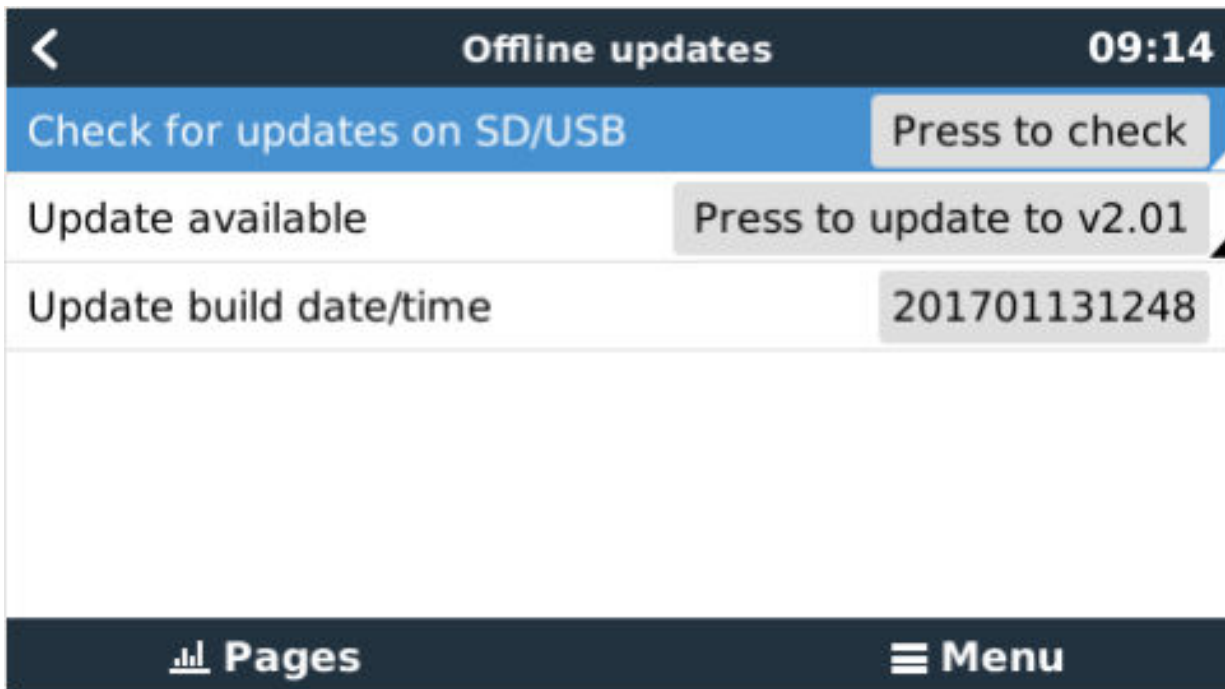 Offline updates 09:14
Check for updates on SD/USB Press to check
Update available Press to update to v2.01
Update build date/time 201701131248
Pages Menu